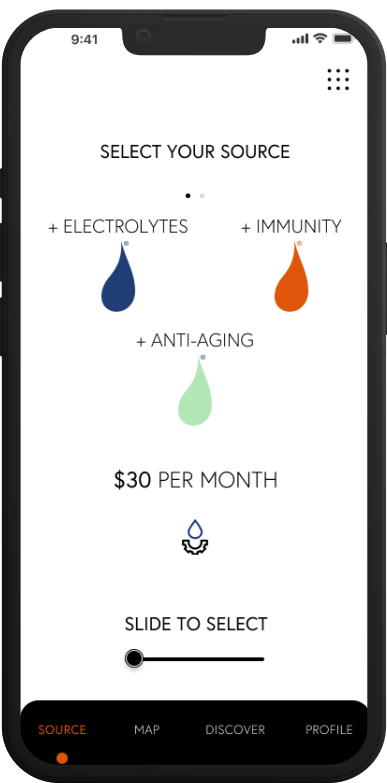 9:41
SELECT YOUR SOURCE
+ ELECTROLYTES + IMMUNITY
+ ANTI-AGING
$30 PER MONTH
SLIDE TO SELECT
SOURCE MAP DISCOVER PROFILE